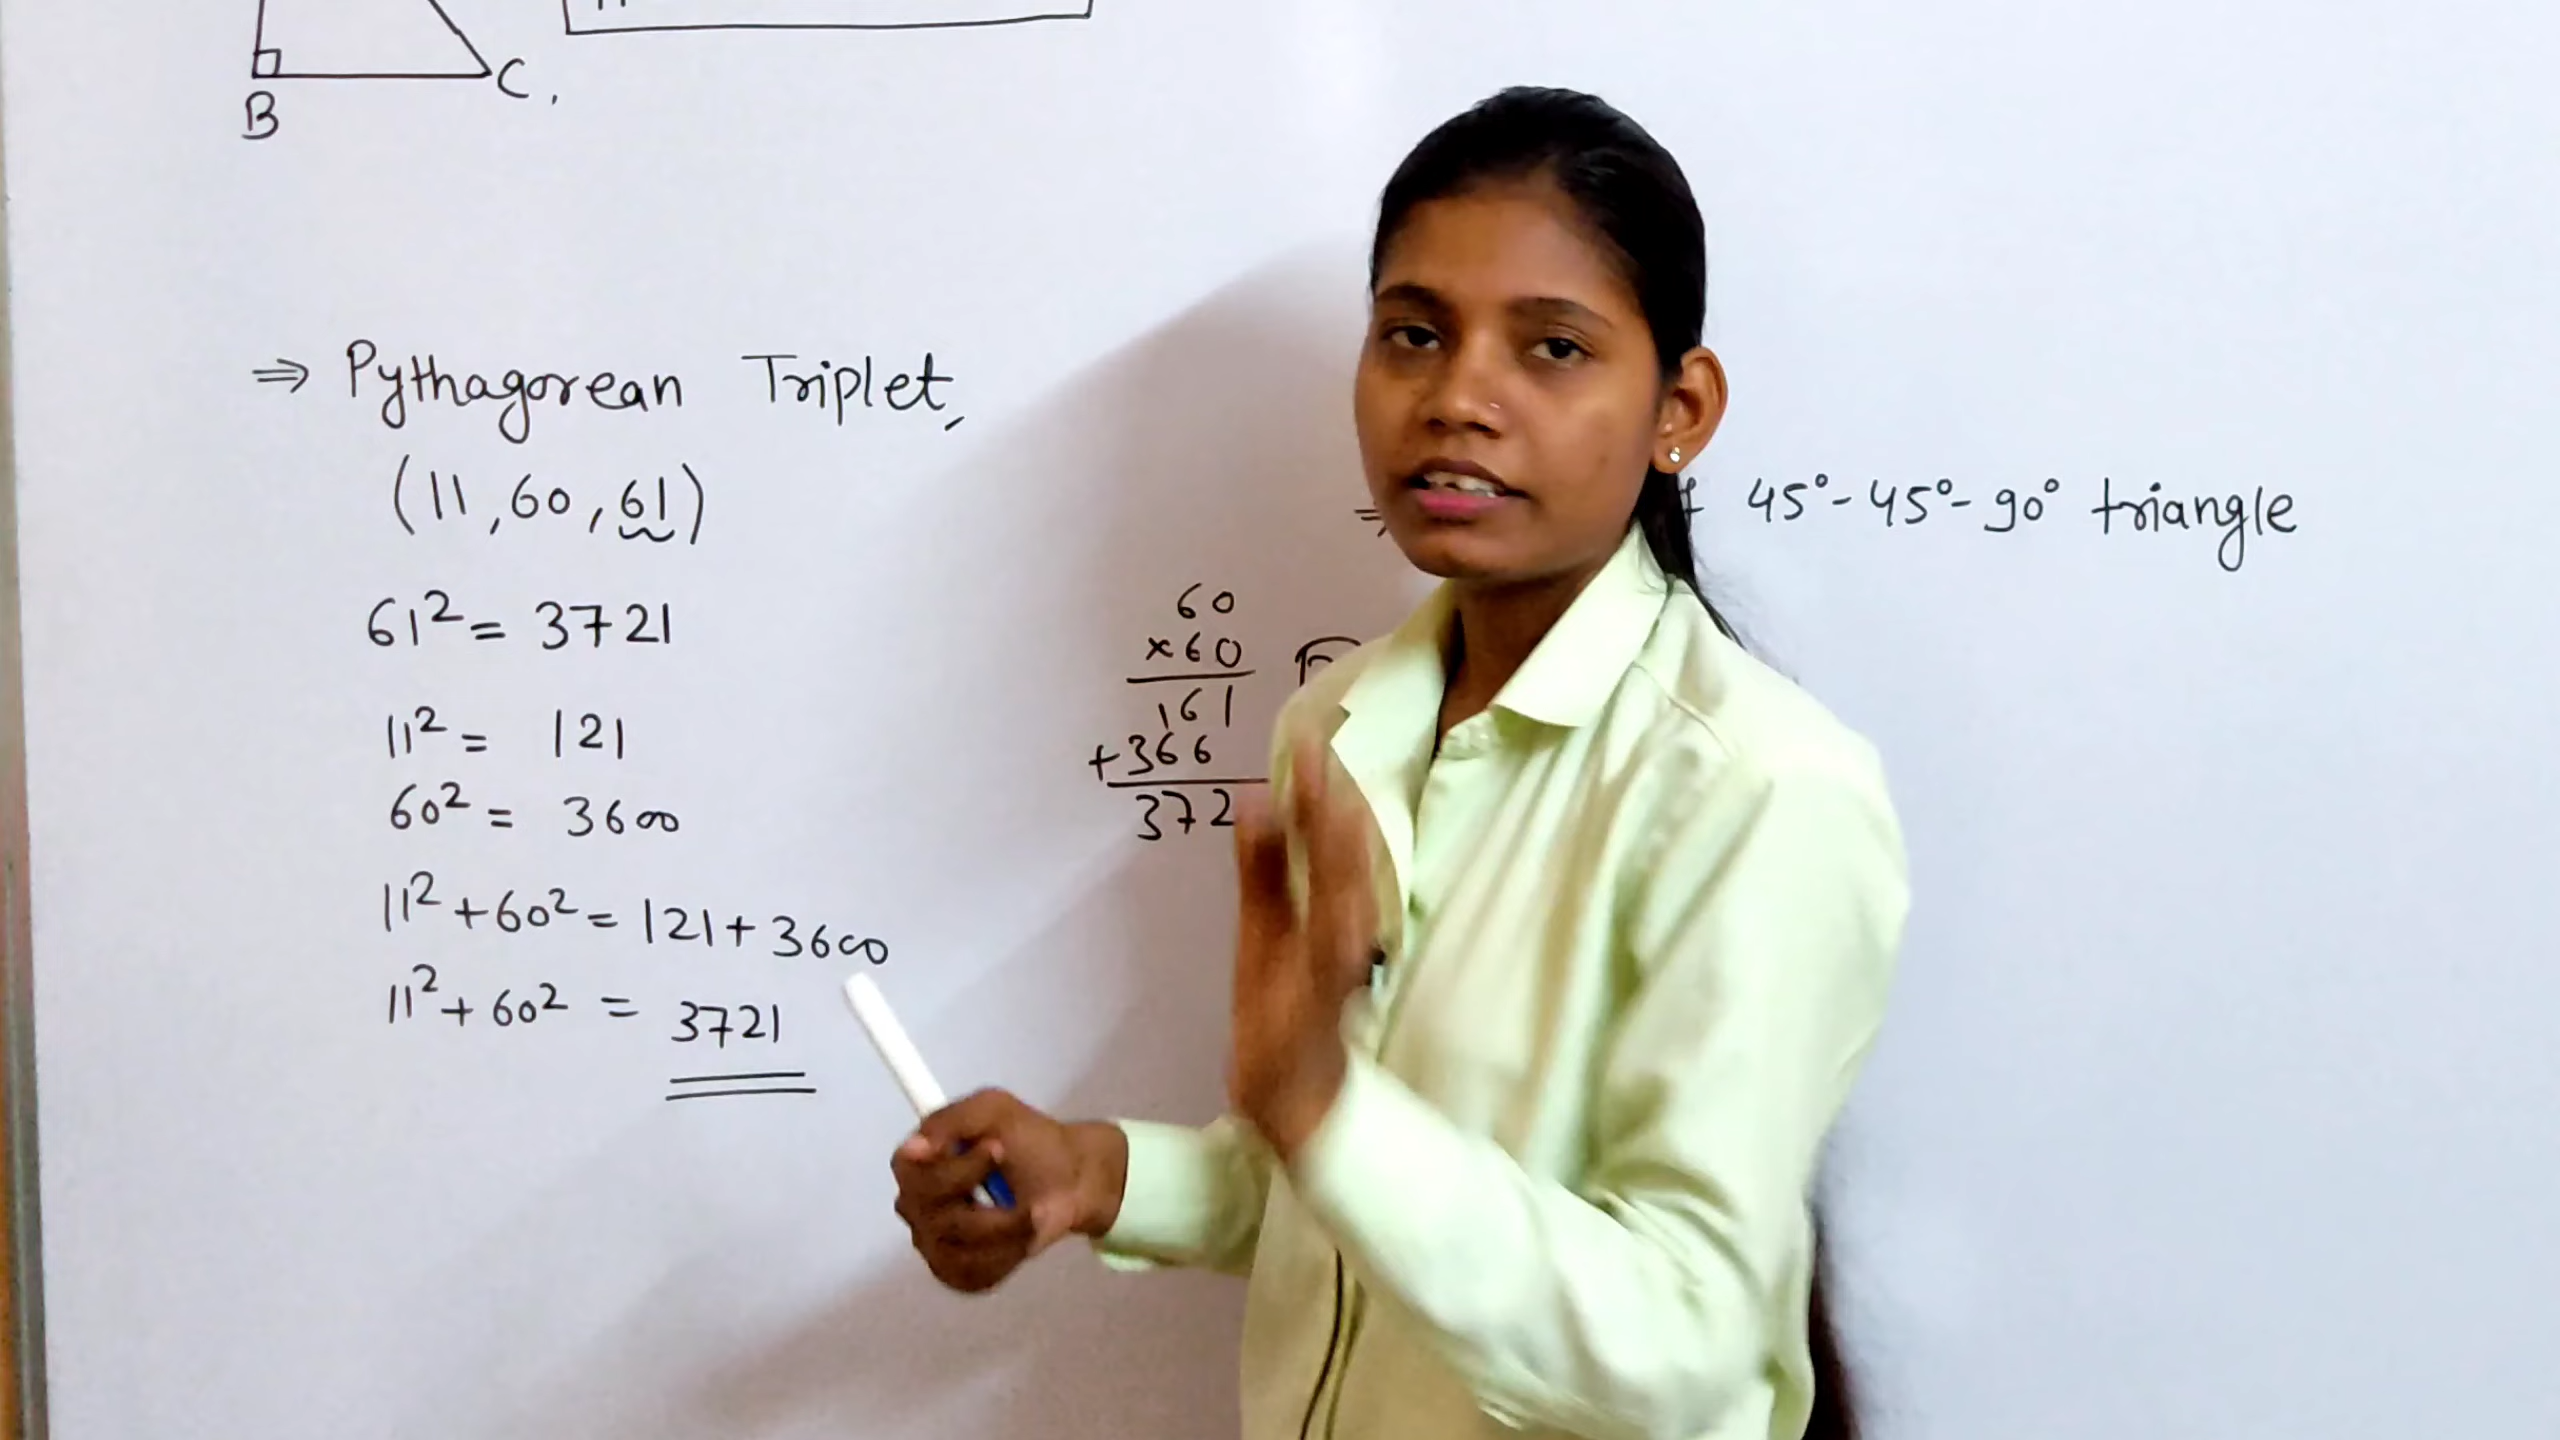 B
C.
⇒ Pythagorean Triplet,
(11, 60, 61)
61² = 3721
11² = 121
60² = 3600
11² + 60² = 121 + 3600
11² + 60² = 3721
60
×60
161
+366
372
⇒
45°-45°-90° triangle